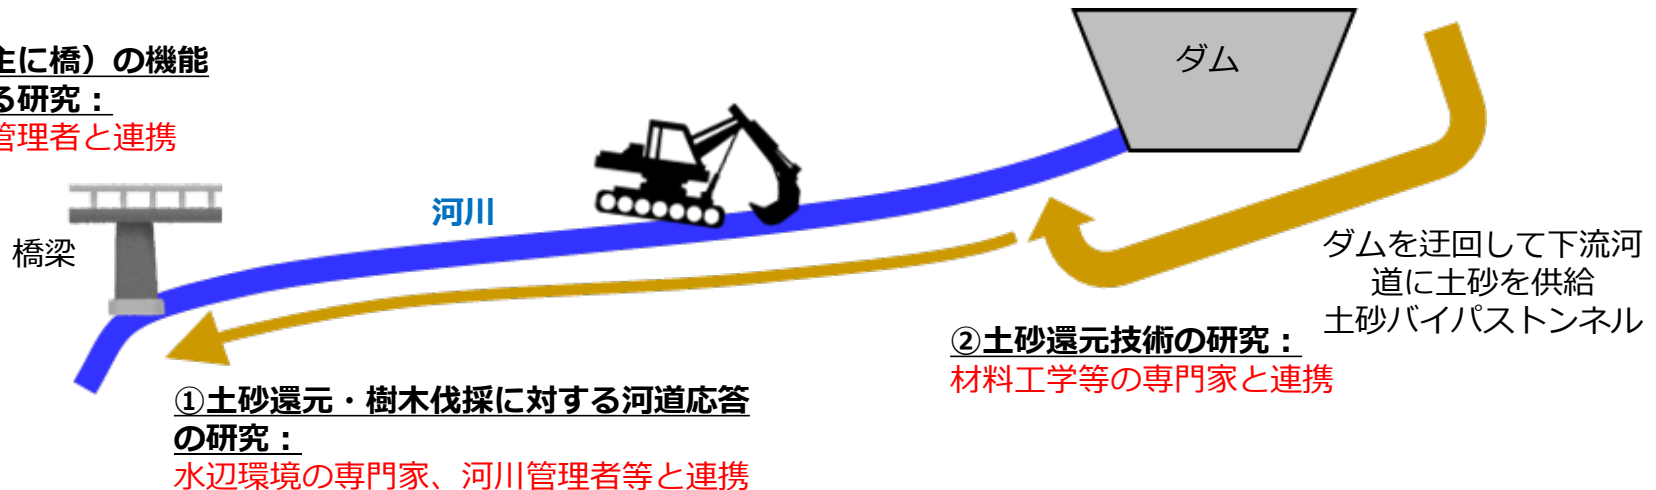 主に橋）の機能
る研究：
管理者と連携
ダム
河川
橋梁
ダムを迂回して下流河
道に土砂を供給
土砂バイパストンネル
②土砂還元技術の研究：
材料工学等の専門家と連携
①土砂還元・樹木伐採に対する河道応答
の研究：
水辺環境の専門家、河川管理者等と連携